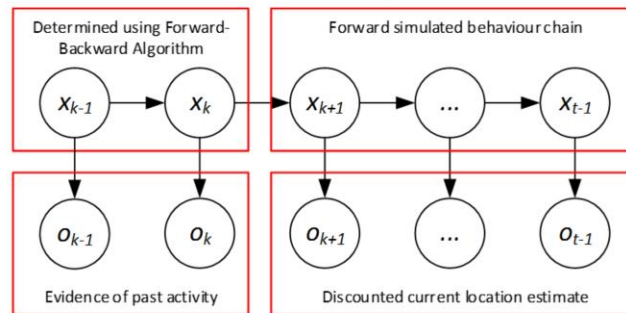 Determined using Forward-
Backward Algorithm
Forward simulated behaviour chain
x_{k-1} x_k x_{k+1} ... x_{t-1}
o_{k-1} o_k o_{k+1} ... o_{t-1}
Evidence of past activity
Discounted current location estimate